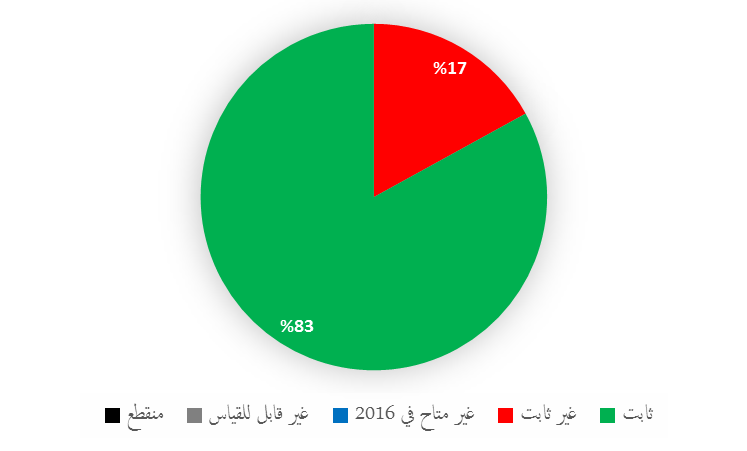 %17
%83
ثابت
غير ثابت
غير متاح في 2016
غير قابل للقياس
منقطع